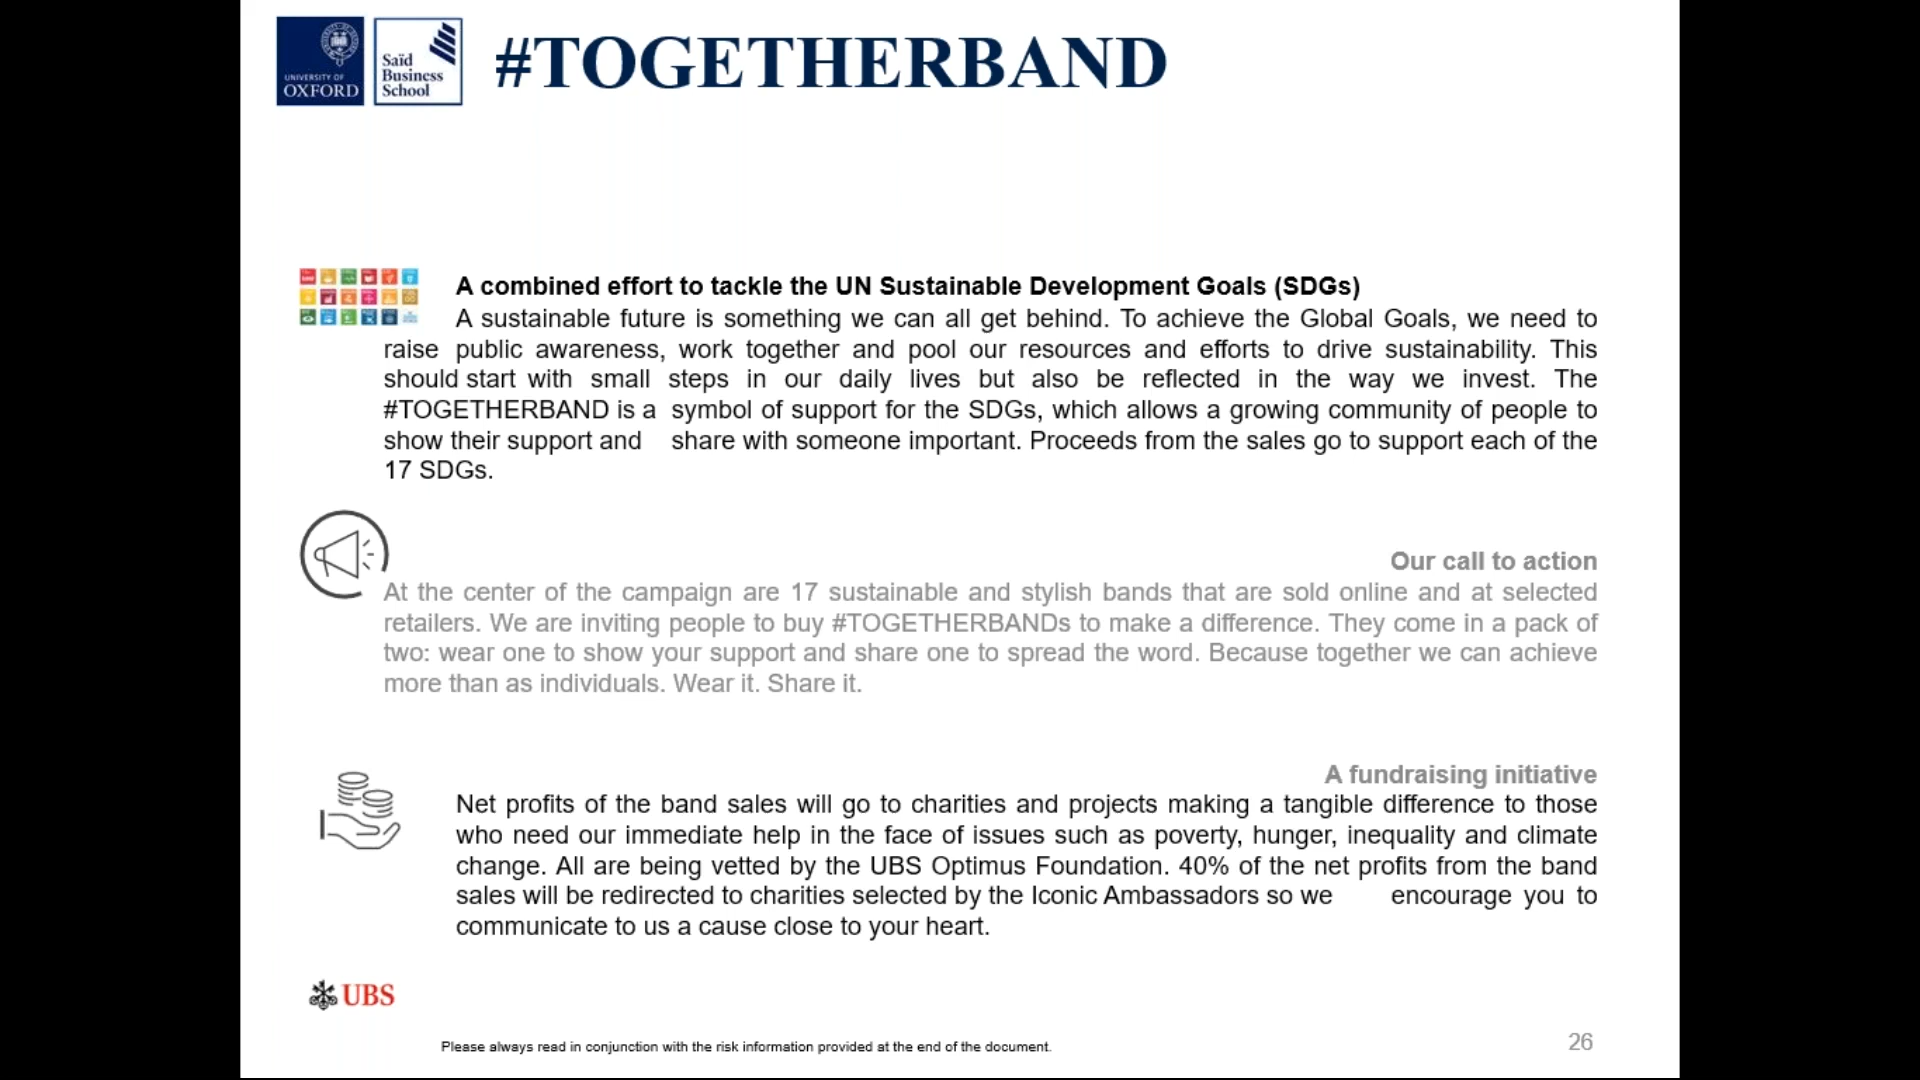 UNIVERSITY OF
OXFORD
Saïd
Business
School
#TOGETHERBAND
A combined effort to tackle the UN Sustainable Development Goals (SDGs)
A sustainable future is something we can all get behind. To achieve the Global Goals, we need to
raise public awareness, work together and pool our resources and efforts to drive sustainability. This
should start with small steps in our daily lives but also be reflected in the way we invest. The
#TOGETHERBAND is a symbol of support for the SDGs, which allows a growing community of people to
show their support and share with someone important. Proceeds from the sales go to support each of the
17 SDGs.
Our call to action
At the center of the campaign are 17 sustainable and stylish bands that are sold online and at selected
retailers. We are inviting people to buy #TOGETHERBANDs to make a difference. They come in a pack of
two: wear one to show your support and share one to spread the word. Because together we can achieve
more than as individuals. Wear it. Share it.
A fundraising initiative
Net profits of the band sales will go to charities and projects making a tangible difference to those
who need our immediate help in the face of issues such as poverty, hunger, inequality and climate
change. All are being vetted by the UBS Optimus Foundation. 40% of the net profits from the band
sales will be redirected to charities selected by the Iconic Ambassadors so we encourage you to
communicate to us a cause close to your heart.
UBS
Please always read in conjunction with the risk information provided at the end of the document.
26